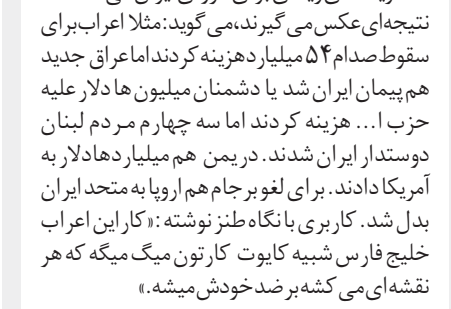 نتیجه‌ای عکس می گیرند، می گوید: مثلا اعراب برای
سقوط صدام ۵۴ میلیارد هزینه کردند اما عراق جدید
هم پیمان ایران شد یا دشمنان میلیون ها دلار علیه
حزب ا... هزینه کردند اما سه چهارم مردم لبنان
دوستدار ایران شدند. در یمن هم میلیاردها دلار به
آمریکا دادند. برای لغو برجام هم اروپا به متحد ایران
بدل شد. کاربری با نگاه طنز نوشته: «کار این اعراب
خلیج فارس شبیه کایوت کارتون میگ میگه که هر
نقشه‌ای می کشه بر ضد خودش میشه.»